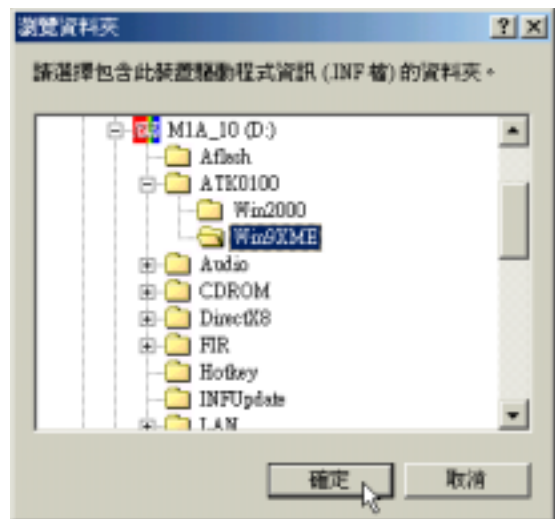 瀏覽資料夾
請選擇包含此裝置驅動程式資訊 (.INF 檔) 的資料夾。
M1A_10 (D:)
Aflash
ATK0100
Win2000
Win9XME
Audio
CDROM
DirectX8
FIR
Hotkey
INFUpdate
LAN
確定 取消